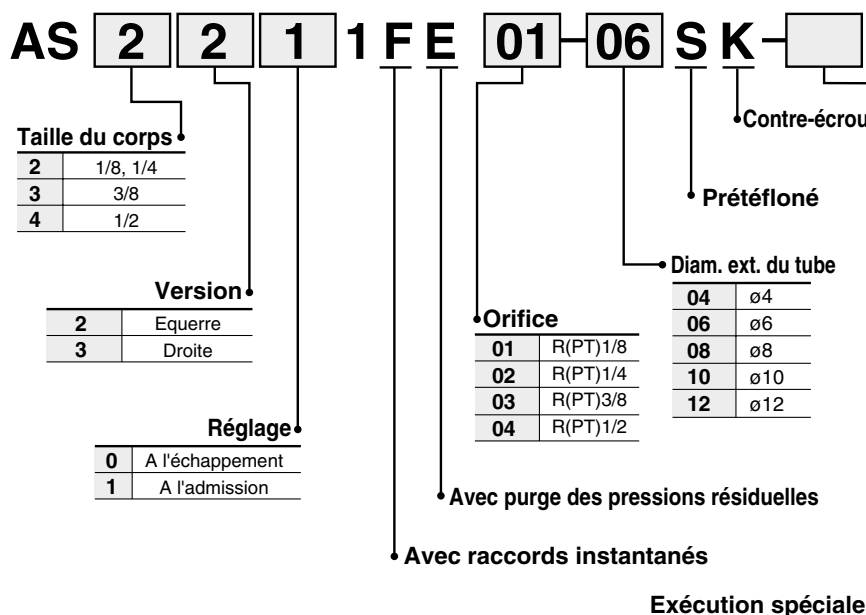 AS 2 2 1 1 F E 01-06 S K-
Contre-écrou
Taille du corps
2 1/8, 1/4
3 3/8
4 1/2
Prétéfloné
Diam. ext. du tube
04 ø4
06 ø6
08 ø8
10 ø10
12 ø12
Version
2 Equerre
3 Droite
Orifice
01 R(PT)1/8
02 R(PT)1/4
03 R(PT)3/8
04 R(PT)1/2
Réglage
0 A l'échappement
1 A l'admission
Avec purge des pressions résiduelles
Avec raccords instantanés
Exécution spéciale